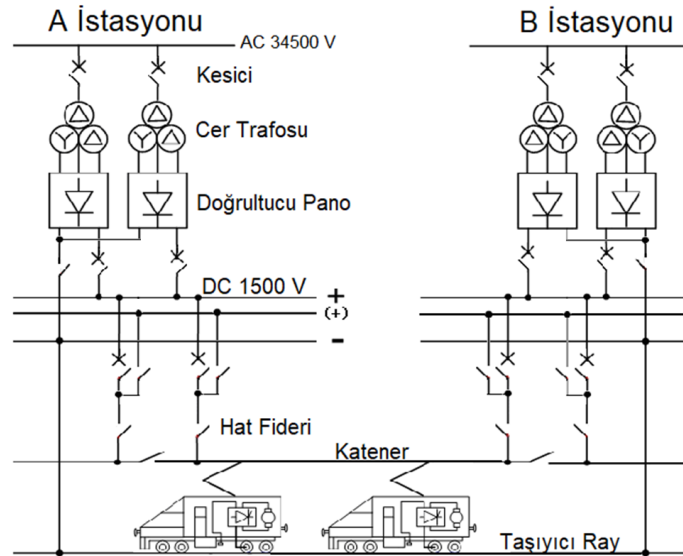 A İstasyonu
B İstasyonu
AC 34500 V
Kesici
Cer Trafosu
Doğrultucu Pano
DC 1500 V
+
(+)
-
Hat Fideri
Katener
Taşıyıcı Ray